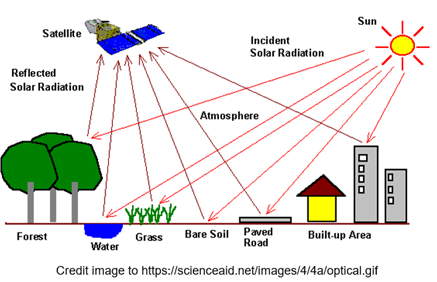 Satellite
Sun
Incident
Solar Radiation
Reflected
Solar Radiation
Atmosphere
Forest
Water
Grass
Bare Soil
Paved
Road
Built-up Area
Credit image to https://scienceaid.net/images/4/4a/optical.gif